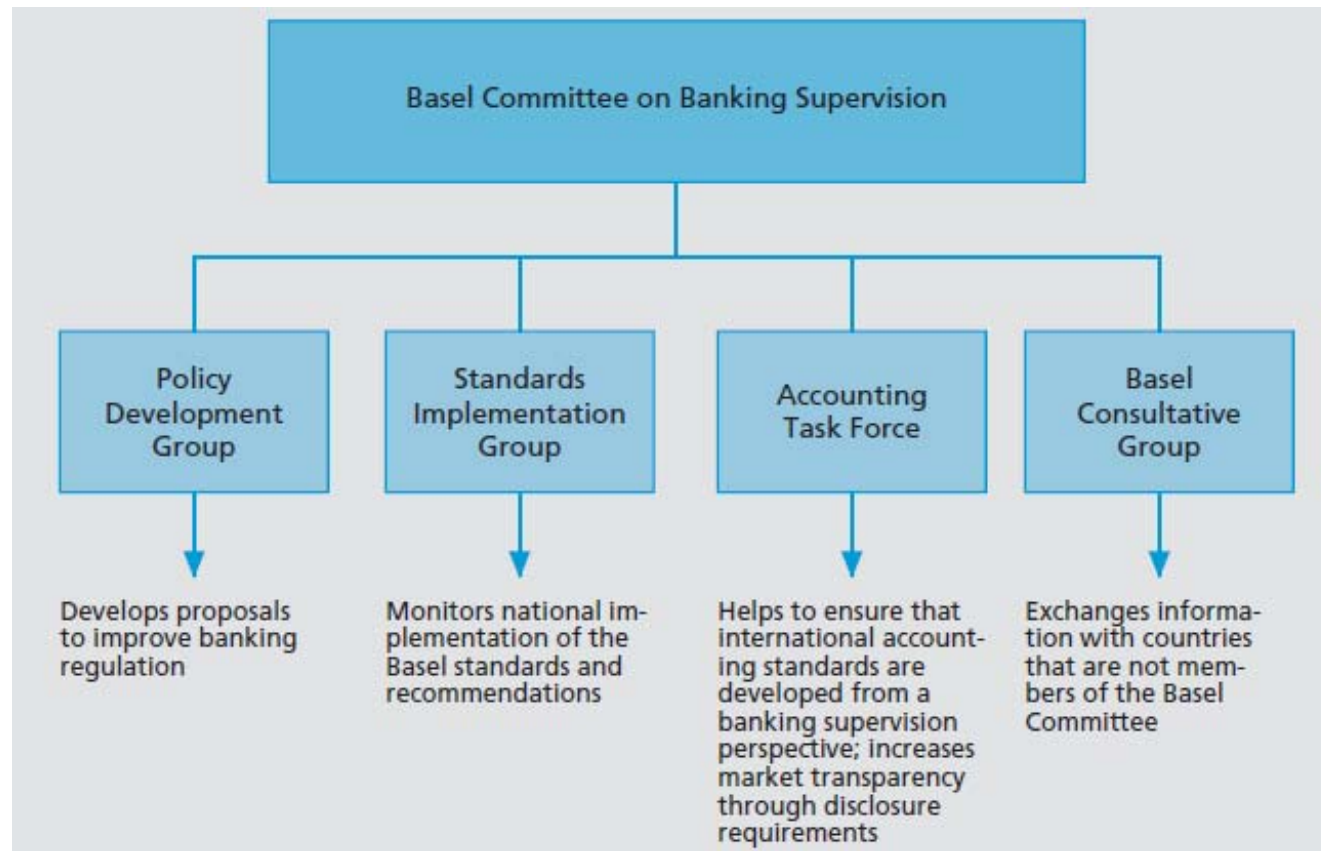 Basel Committee on Banking Supervision
Policy
Development
Group
Standards
Implementation
Group
Accounting
Task Force
Basel
Consultative
Group
Develops proposals
to improve banking
regulation
Monitors national im-
plementation of the
Basel standards and
recommendations
Helps to ensure that
international account-
ing standards are
developed from a
banking supervision
perspective; increases
market transparency
through disclosure
requirements
Exchanges informa-
tion with countries
that are not mem-
bers of the Basel
Committee